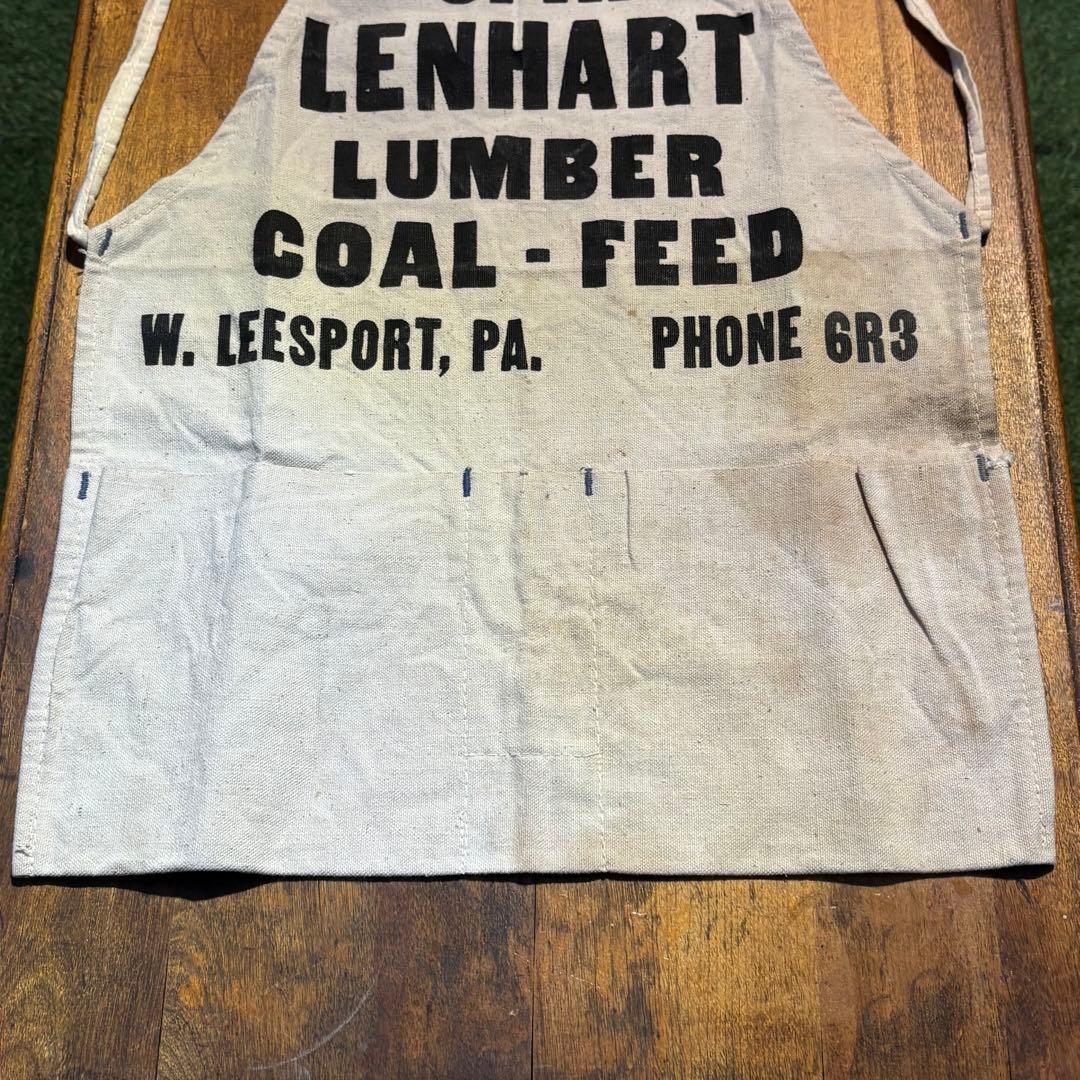 LENHART
LUMBER
COAL - FEED
W. LEESPORT, PA. PHONE 6R3